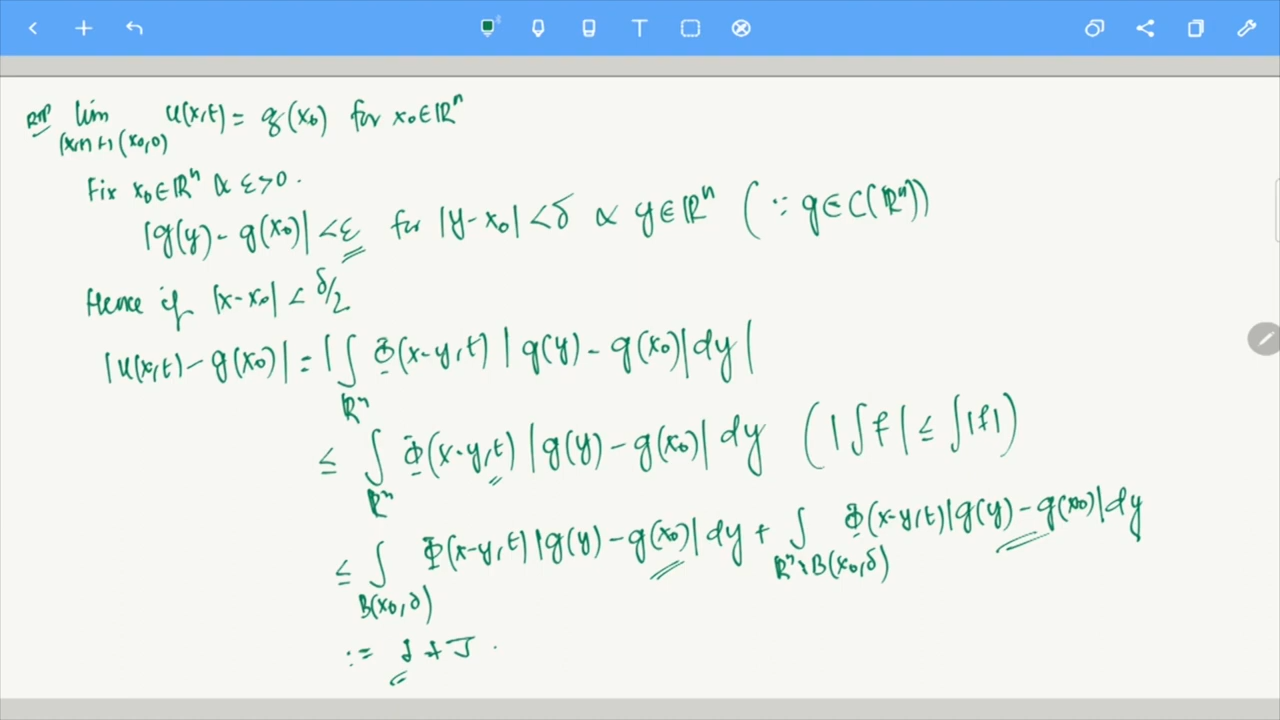 RTP lim u(x,t) = g(x₀) for x₀∈ℝⁿ
(x,t)→(x₀,0)
Fix x₀∈ℝⁿ & ε>0.
|g(y) - g(x₀)| < ε for |y-x₀| < δ & y∈ℝⁿ (∵ g∈C(ℝⁿ))
Hence if |x-x₀| < δ/2
|u(x,t) - g(x₀)| = |∫_{ℝⁿ} Φ(x-y,t) |g(y) - g(x₀)| dy|
≤ ∫_{ℝⁿ} Φ(x-y,t) |g(y) - g(x₀)| dy (|∫f| ≤ ∫|f|)
≤ ∫_{B(x₀,δ)} Φ(x-y,t) |g(y) - g(x₀)| dy + ∫_{ℝⁿ∖B(x₀,δ)} Φ(x-y,t) |g(y) - g(x₀)| dy
:= I + J.